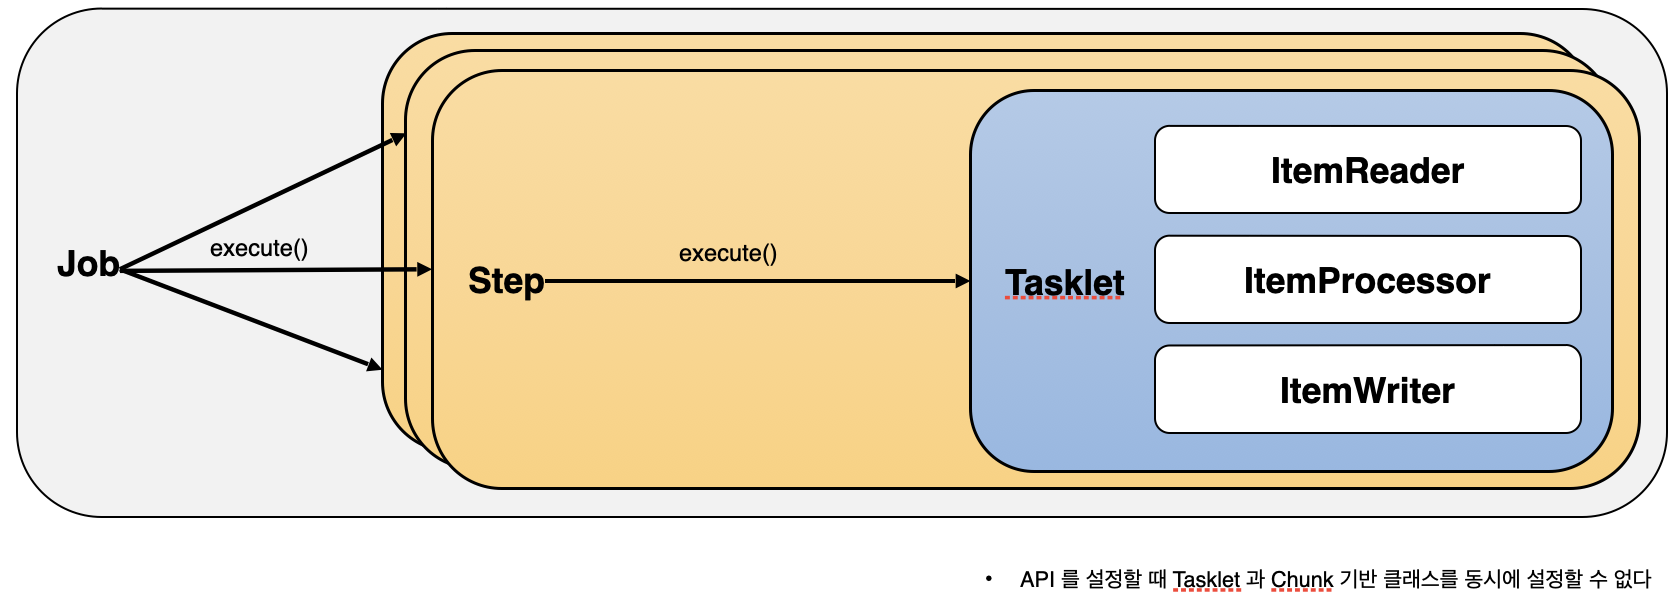 Job
execute()
Step
execute()
Tasklet
ItemReader
ItemProcessor
ItemWriter
• API 를 설정할 때 Tasklet 과 Chunk 기반 클래스를 동시에 설정할 수 없다